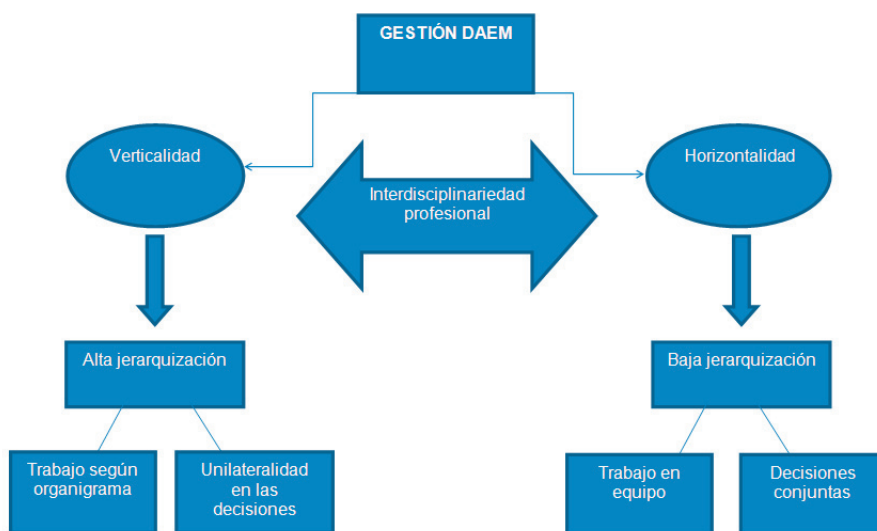 GESTIÓN DAEM
Verticalidad
Horizontalidad
Interdisciplinariedad
profesional
Alta jerarquización
Baja jerarquización
Trabajo según
organigrama
Unilateralidad
en las
decisiones
Trabajo en
equipo
Decisiones
conjuntas